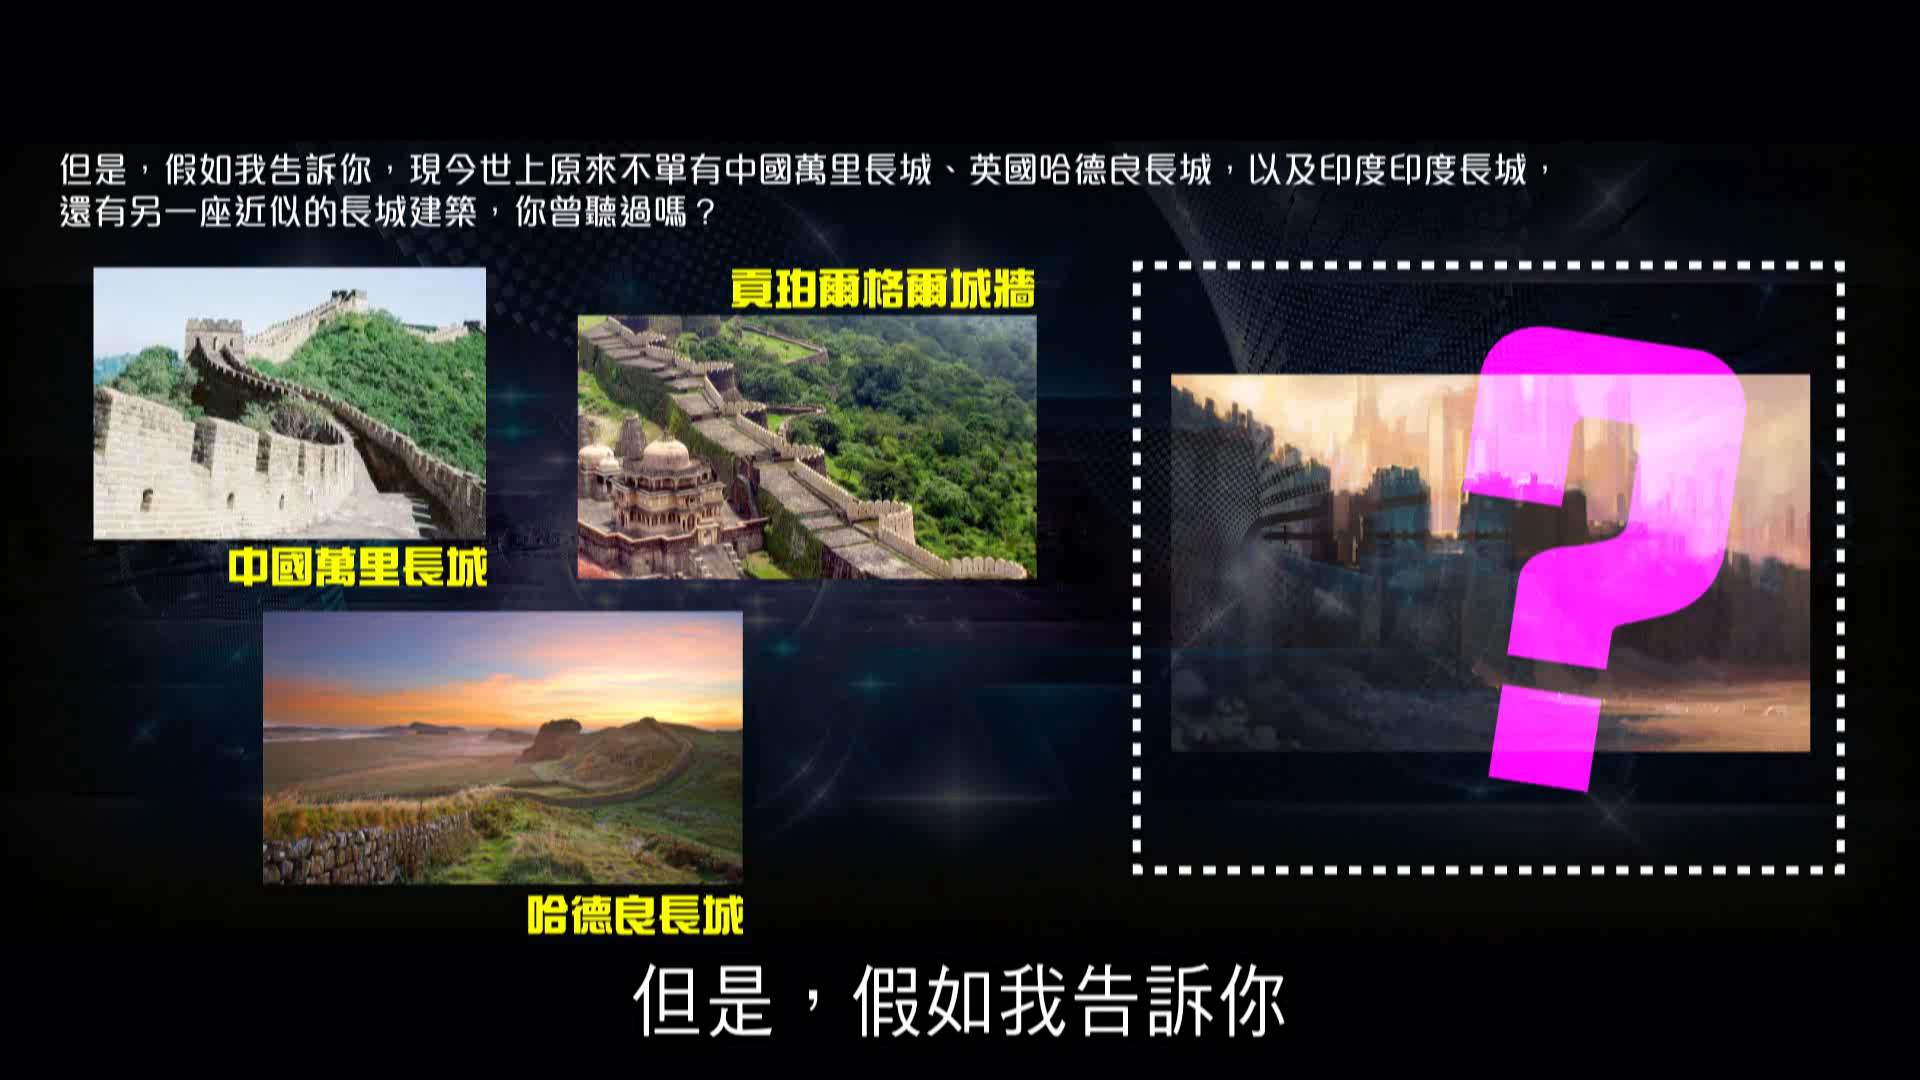 但是，假如我告訴你，現今世上原來不單有中國萬里長城、英國哈德良長城，以及印度印度長城，
還有另一座近似的長城建築，你曾聽過嗎？
貢珀爾格爾城牆
中國萬里長城
哈德良長城
?
但是，假如我告訴你